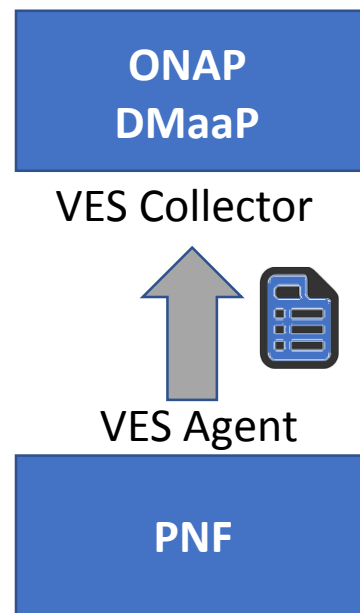 ONAP
DMaaP
VES Collector
VES Agent
PNF